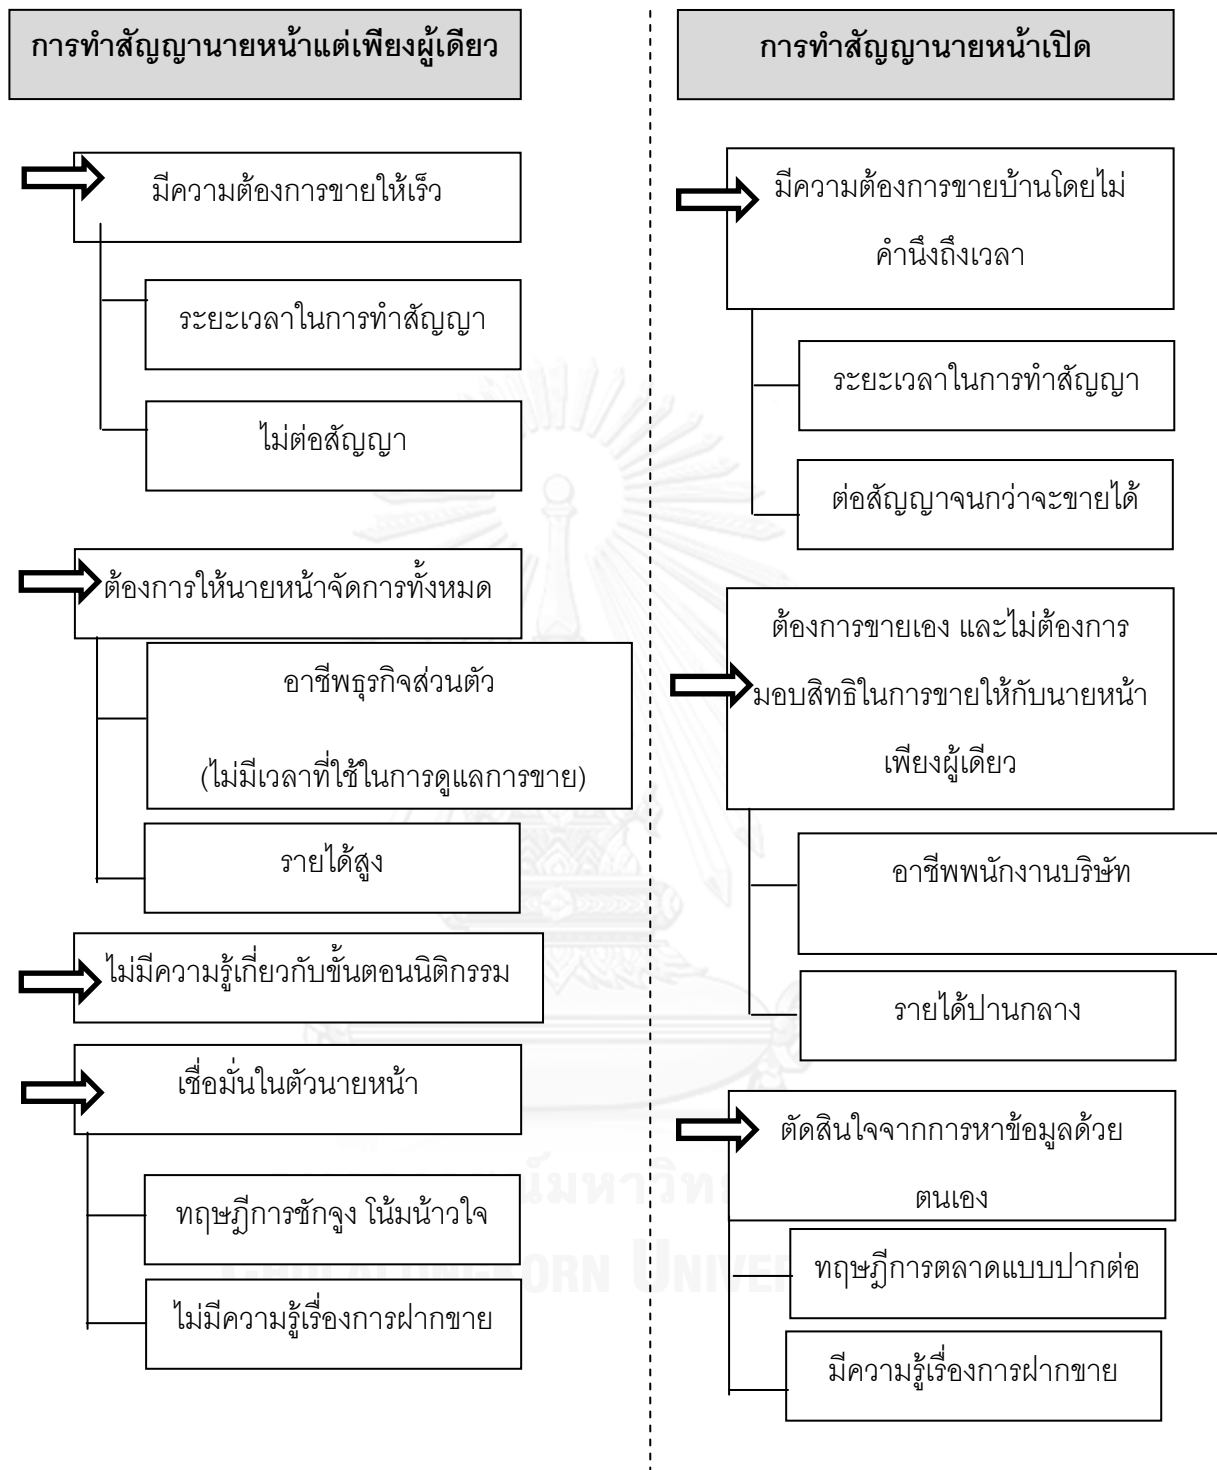 การทำสัญญานายหน้าแต่เพียงผู้เดียว
มีความต้องการขายให้เร็ว
ระยะเวลาในการทำสัญญา
ไม่ต่อสัญญา
ต้องการให้นายหน้าจัดการทั้งหมด
อาชีพธุรกิจส่วนตัว
(ไม่มีเวลาที่ใช้ในการดูแลการขาย)
รายได้สูง
ไม่มีความรู้เกี่ยวกับขั้นตอนนิติกรรม
เชื่อมั่นในตัวนายหน้า
ทฤษฎีการชักจูง โน้มน้าวใจ
ไม่มีความรู้เรื่องการฝากขาย
การทำสัญญานายหน้าเปิด
มีความต้องการขายบ้านโดยไม่
คำนึงถึงเวลา
ระยะเวลาในการทำสัญญา
ต่อสัญญาจนกว่าจะขายได้
ต้องการขายเอง และไม่ต้องการ
มอบสิทธิในการขายให้กับนายหน้า
เพียงผู้เดียว
อาชีพพนักงานบริษัท
รายได้ปานกลาง
ตัดสินใจจากการหาข้อมูลด้วย
ตนเอง
ทฤษฎีการตลาดแบบปากต่อ
มีความรู้เรื่องการฝากขาย